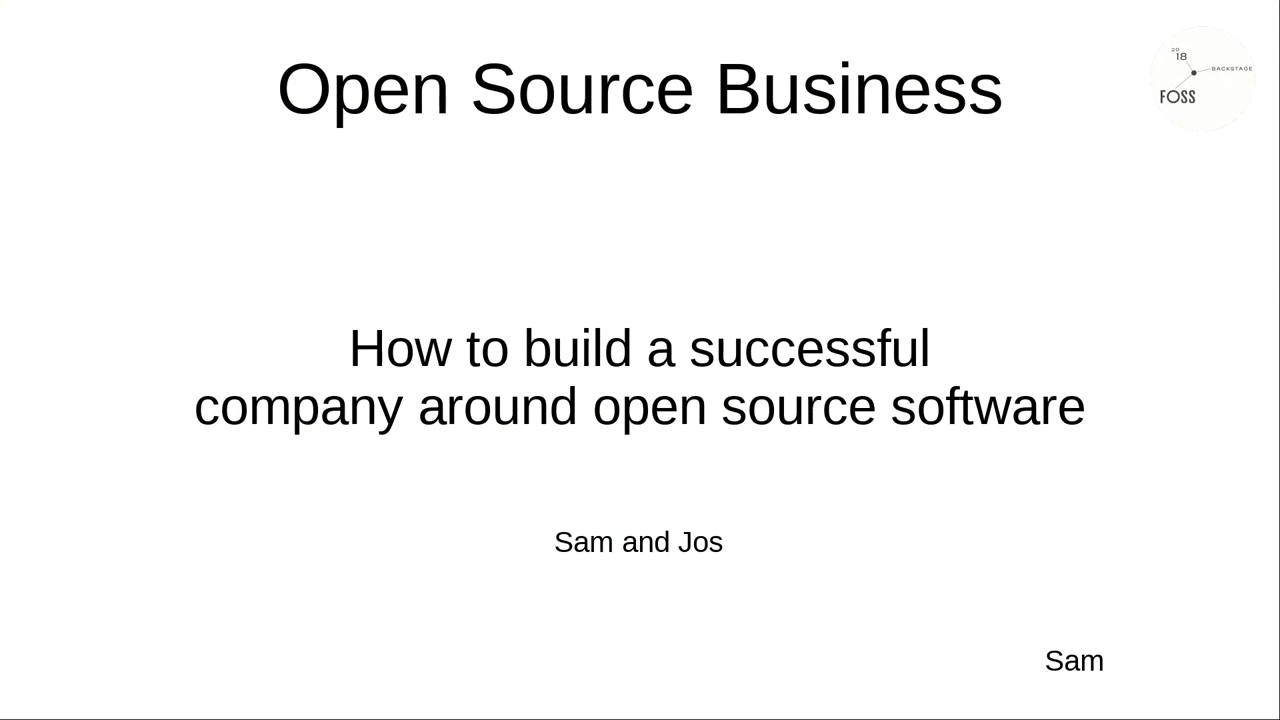 Open Source Business
20
18
BACKSTAGE
FOSS
How to build a successful
company around open source software
Sam and Jos
Sam